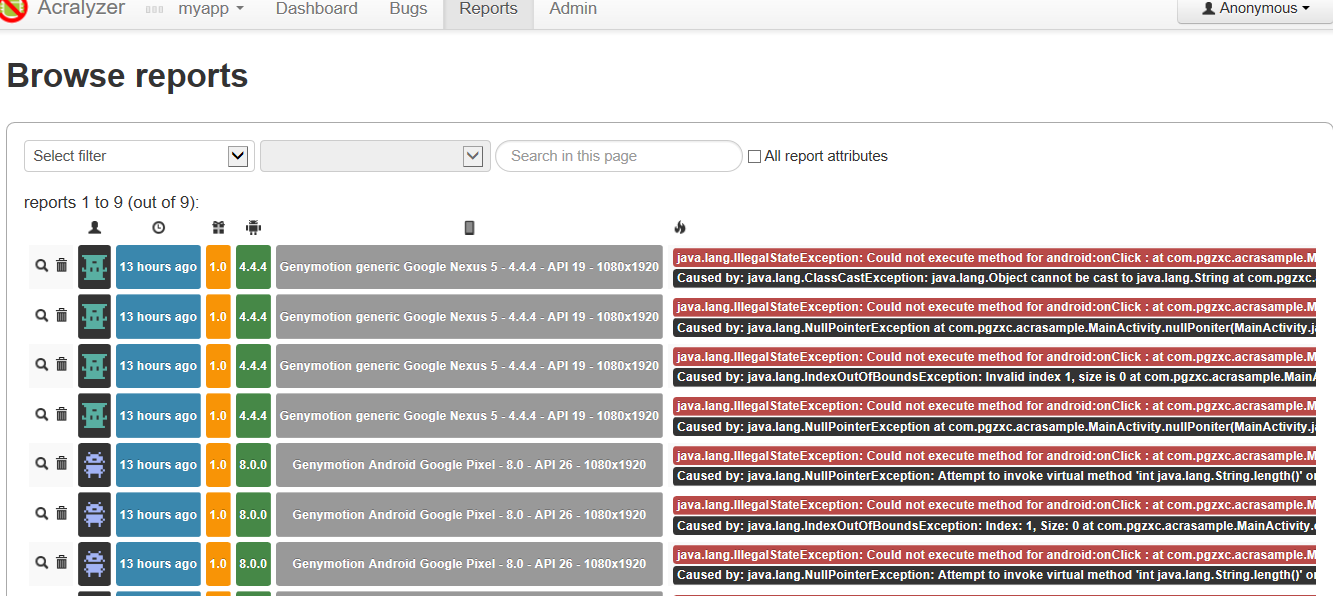 Acralyzer myapp Dashboard Bugs Reports Admin Anonymous
Browse reports
Select filter Search in this page All report attributes
reports 1 to 9 (out of 9):
13 hours ago 1.0 4.4.4 Genymotion generic Google Nexus 5 - 4.4.4 - API 19 - 1080x1920 java.lang.IllegalStateException: Could not execute method for android:onClick : at com.pgzxc.acrasample.M
Caused by: java.lang.ClassCastException: java.lang.Object cannot be cast to java.lang.String at com.pgzxc.
13 hours ago 1.0 4.4.4 Genymotion generic Google Nexus 5 - 4.4.4 - API 19 - 1080x1920 java.lang.IllegalStateException: Could not execute method for android:onClick : at com.pgzxc.acrasample.M
Caused by: java.lang.NullPointerException at com.pgzxc.acrasample.MainActivity.nullPoniter(MainActivity.ja
13 hours ago 1.0 4.4.4 Genymotion generic Google Nexus 5 - 4.4.4 - API 19 - 1080x1920 java.lang.IllegalStateException: Could not execute method for android:onClick : at com.pgzxc.acrasample.M
Caused by: java.lang.IndexOutOfBoundsException: Invalid index 1, size is 0 at com.pgzxc.acrasample.MainA
13 hours ago 1.0 4.4.4 Genymotion generic Google Nexus 5 - 4.4.4 - API 19 - 1080x1920 java.lang.IllegalStateException: Could not execute method for android:onClick : at com.pgzxc.acrasample.M
Caused by: java.lang.NullPointerException at com.pgzxc.acrasample.MainActivity.nullPoniter(MainActivity.ja
13 hours ago 1.0 8.0.0 Genymotion Android Google Pixel - 8.0 - API 26 - 1080x1920 java.lang.IllegalStateException: Could not execute method for android:onClick : at com.pgzxc.acrasample.M
Caused by: java.lang.NullPointerException: Attempt to invoke virtual method 'int java.lang.String.length()' o
13 hours ago 1.0 8.0.0 Genymotion Android Google Pixel - 8.0 - API 26 - 1080x1920 java.lang.IllegalStateException: Could not execute method for android:onClick : at com.pgzxc.acrasample.M
Caused by: java.lang.IndexOutOfBoundsException: Index: 1, Size: 0 at com.pgzxc.acrasample.MainActivity.
13 hours ago 1.0 8.0.0 Genymotion Android Google Pixel - 8.0 - API 26 - 1080x1920 java.lang.IllegalStateException: Could not execute method for android:onClick : at com.pgzxc.acrasample.M
Caused by: java.lang.NullPointerException: Attempt to invoke virtual method 'int java.lang.String.length()' o